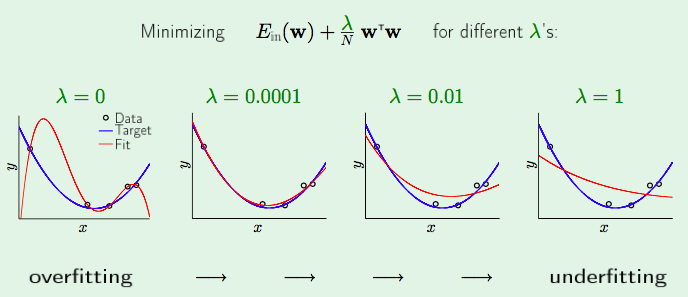 Minimizing E_in(w) + λ/N wᵀw for different λ's:
λ = 0 λ = 0.0001 λ = 0.01 λ = 1
Data
Target
Fit
y y y y
x x x x
overfitting → → → → underfitting